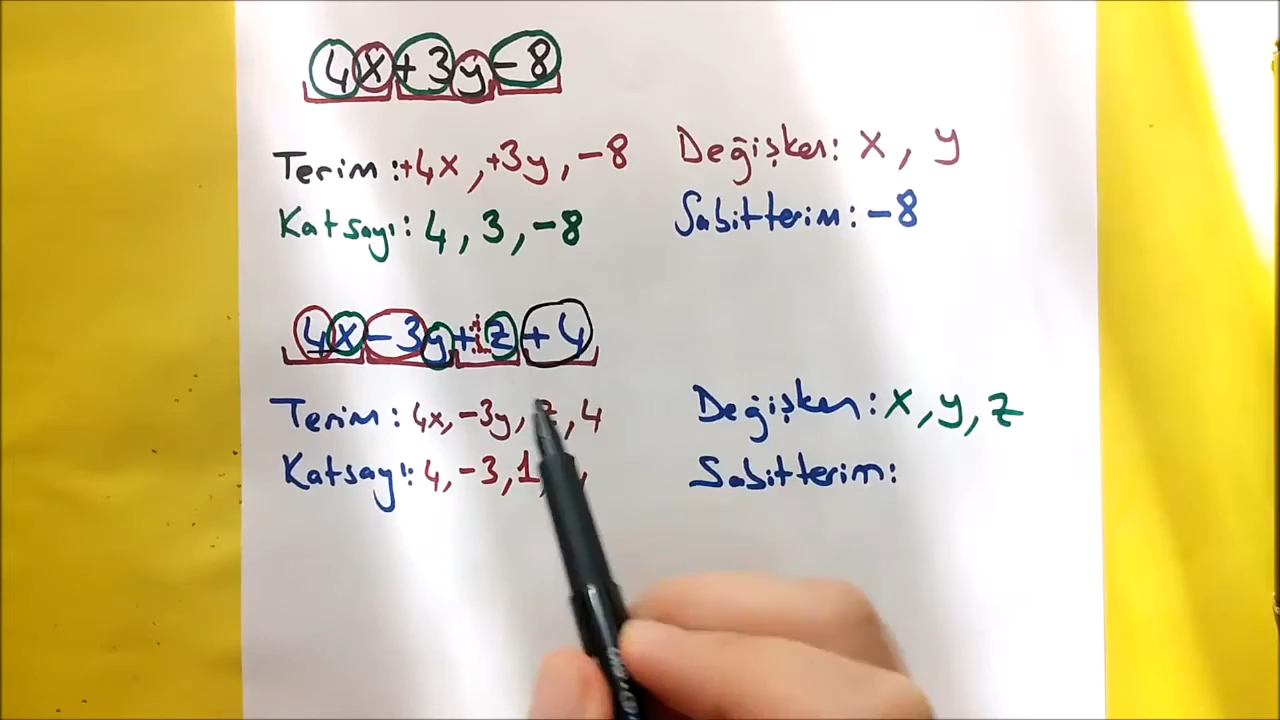 4x+3y-8
Terim:+4x,+3y,-8
Değişken: x, y
Katsayı: 4, 3, -8
Sabit terim: -8
4x-3y+1z+4
Terim: 4x, -3y, z, 4
Değişken: x, y, z
Katsayı: 4, -3, 1,
Sabit terim: